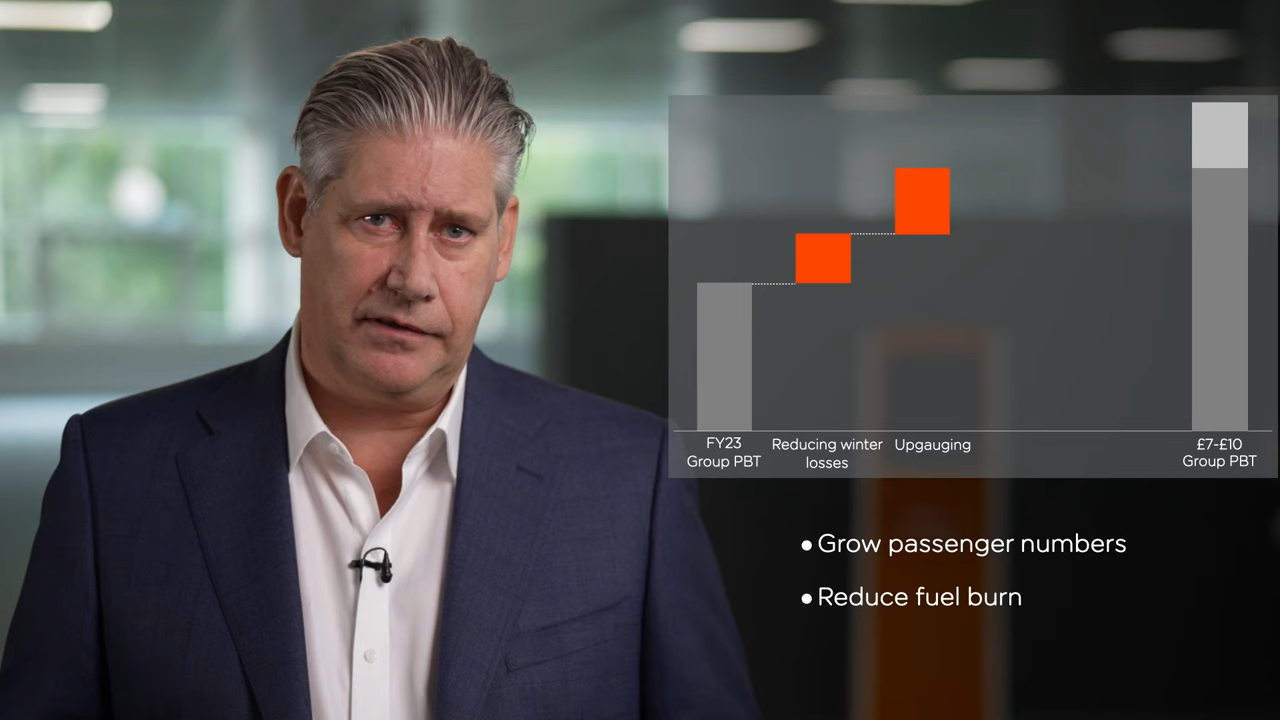 FY23
Group PBT
Reducing winter
losses
Upgauging
£7-£10
Group PBT
● Grow passenger numbers
● Reduce fuel burn